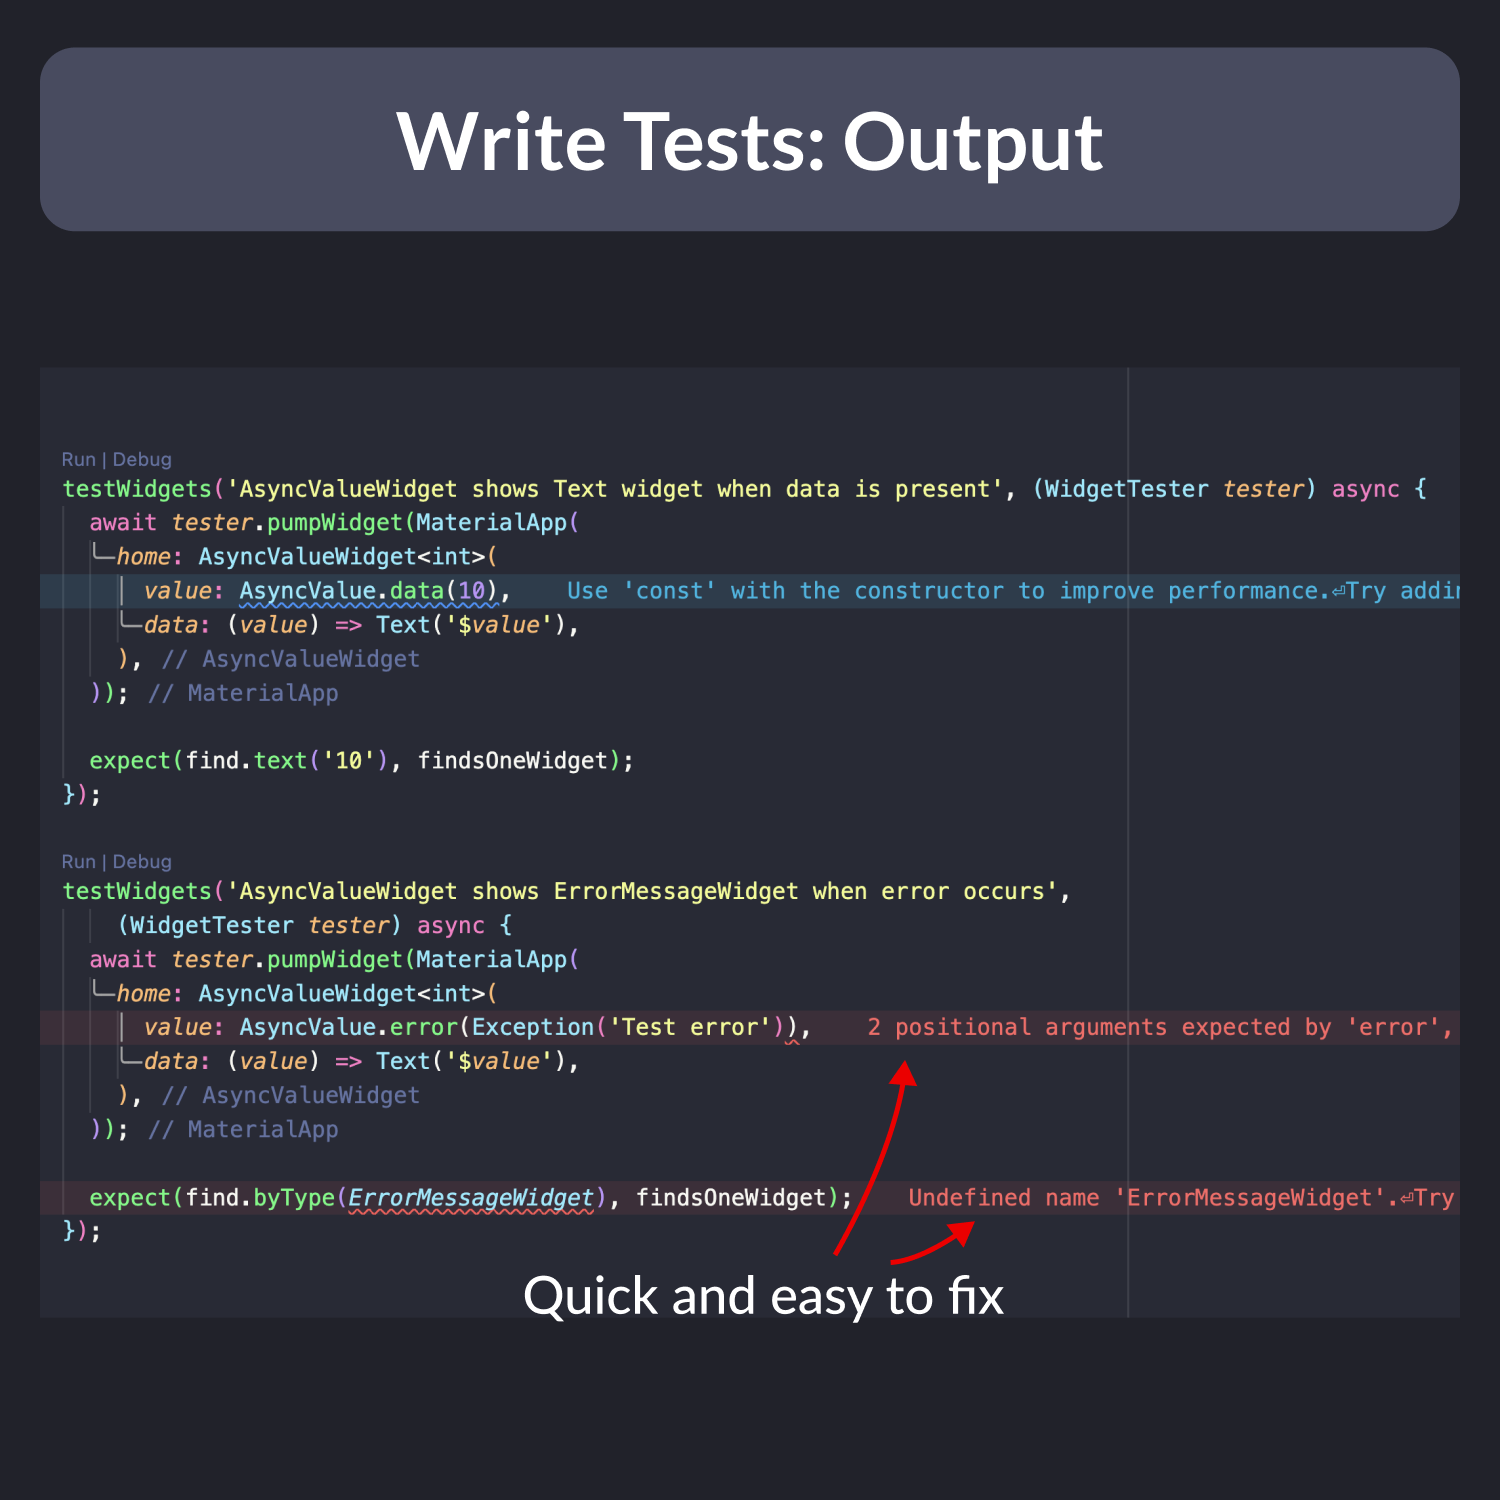 Write Tests: Output
Run | Debug
testWidgets('AsyncValueWidget shows Text widget when data is present', (WidgetTester tester) async {
await tester.pumpWidget(MaterialApp(
home: AsyncValueWidget<int>(
value: AsyncValue.data(10), Use 'const' with the constructor to improve performance.⏎Try addin
data: (value) => Text('$value'),
), // AsyncValueWidget
)); // MaterialApp
expect(find.text('10'), findsOneWidget);
});
Run | Debug
testWidgets('AsyncValueWidget shows ErrorMessageWidget when error occurs',
(WidgetTester tester) async {
await tester.pumpWidget(MaterialApp(
home: AsyncValueWidget<int>(
value: AsyncValue.error(Exception('Test error')), 2 positional arguments expected by 'error',
data: (value) => Text('$value'),
), // AsyncValueWidget
)); // MaterialApp
expect(find.byType(ErrorMessageWidget), findsOneWidget); Undefined name 'ErrorMessageWidget'.⏎Try
});
Quick and easy to fix